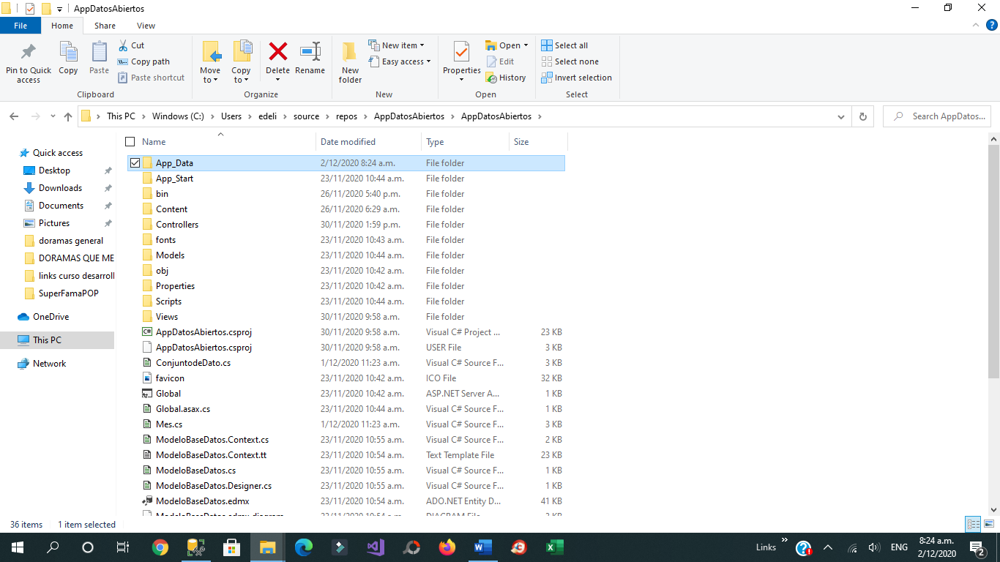 AppDatosAbiertos
File Home Share View
Pin to Quick access
Copy
Paste
Cut
Copy path
Paste shortcut
Clipboard
Move to
Copy to
Delete
Rename
Organize
New folder
New item
Easy access
New
Properties
Open
Edit
History
Open
Select all
Select none
Invert selection
Select
This PC > Windows (C:) > Users > edeli > source > repos > AppDatosAbiertos > AppDatosAbiertos >
Search AppDatos...
Quick access
Desktop
Downloads
Documents
Pictures
doramas general
DORAMAS QUE ME
links curso desarroll
SuperFamaPOP
OneDrive
This PC
Network
Name Date modified Type Size
App_Data 2/12/2020 8:24 a.m. File folder
App_Start 23/11/2020 10:44 a.m. File folder
bin 26/11/2020 5:40 p.m. File folder
Content 26/11/2020 6:29 a.m. File folder
Controllers 30/11/2020 1:59 p.m. File folder
fonts 23/11/2020 10:43 a.m. File folder
Models 23/11/2020 10:44 a.m. File folder
obj 23/11/2020 10:42 a.m. File folder
Properties 23/11/2020 10:42 a.m. File folder
Scripts 23/11/2020 10:44 a.m. File folder
Views 30/11/2020 9:58 a.m. File folder
AppDatosAbiertos.csproj 30/11/2020 9:58 a.m. Visual C# Project ... 23 KB
AppDatosAbiertos.csproj 30/11/2020 9:58 a.m. USER File 3 KB
ConjuntodeDato.cs 1/12/2020 11:23 a.m. Visual C# Source F... 3 KB
favicon 23/11/2020 10:42 a.m. ICO File 32 KB
Global 23/11/2020 10:42 a.m. ASP.NET Server A... 1 KB
Global.asax.cs 23/11/2020 10:44 a.m. Visual C# Source F... 1 KB
Mes.cs 1/12/2020 11:23 a.m. Visual C# Source F... 3 KB
ModeloBaseDatos.Context.cs 23/11/2020 10:55 a.m. Visual C# Source F... 2 KB
ModeloBaseDatos.Context.tt 23/11/2020 10:54 a.m. Text Template File 23 KB
ModeloBaseDatos.cs 23/11/2020 10:55 a.m. Visual C# Source F... 1 KB
ModeloBaseDatos.Designer.cs 23/11/2020 10:55 a.m. Visual C# Source F... 1 KB
ModeloBaseDatos.edmx 23/11/2020 10:54 a.m. ADO.NET Entity D... 41 KB
ModeloBaseDatos.edmx.diagram 23/11/2020 10:54 a.m. DIAGRAM File 3 KB
36 items 1 item selected
Links
ENG
8:24 a.m.
2/12/2020
2